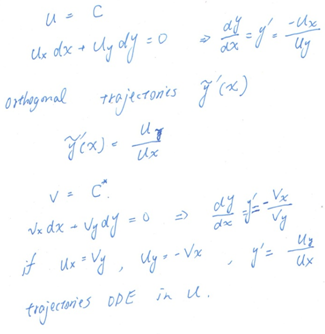 u = C
u_x dx + u_y dy = 0 ⇒ dy/dx = y' = -u_x/u_y
orthogonal trajectories ỹ'(x)
ỹ'(x) = u_y/u_x
v = C*.
v_x dx + v_y dy = 0 ⇒ dy/dx = y' = -v_x/v_y
if u_x = v_y , u_y = -v_x , y' = u_y/u_x
trajectories ODE in u.